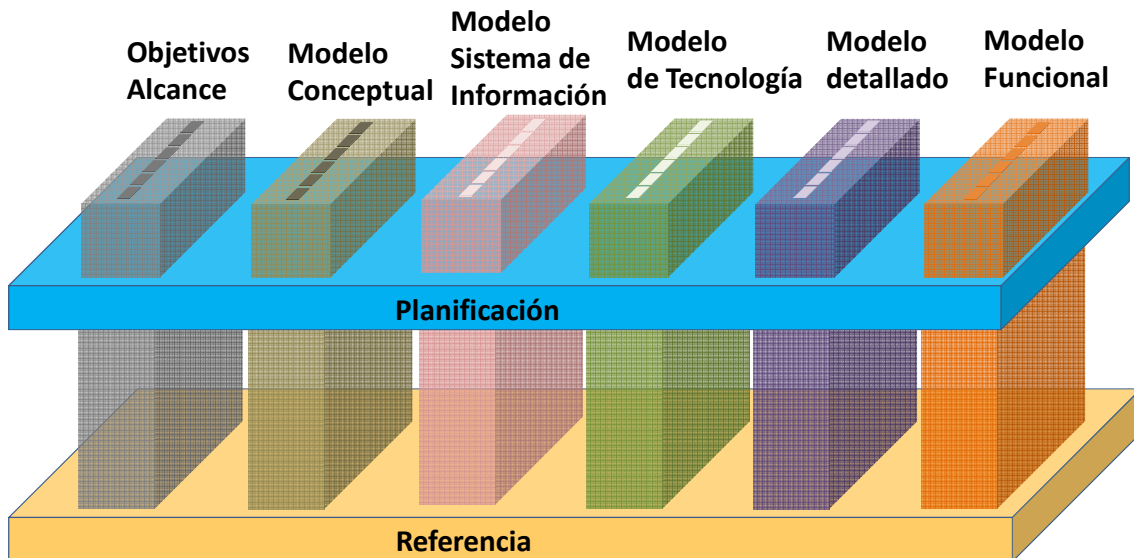 Objetivos
Alcance
Modelo
Conceptual
Modelo
Sistema de
Información
Modelo
de Tecnología
Modelo
detallado
Modelo
Funcional
Planificación
Referencia